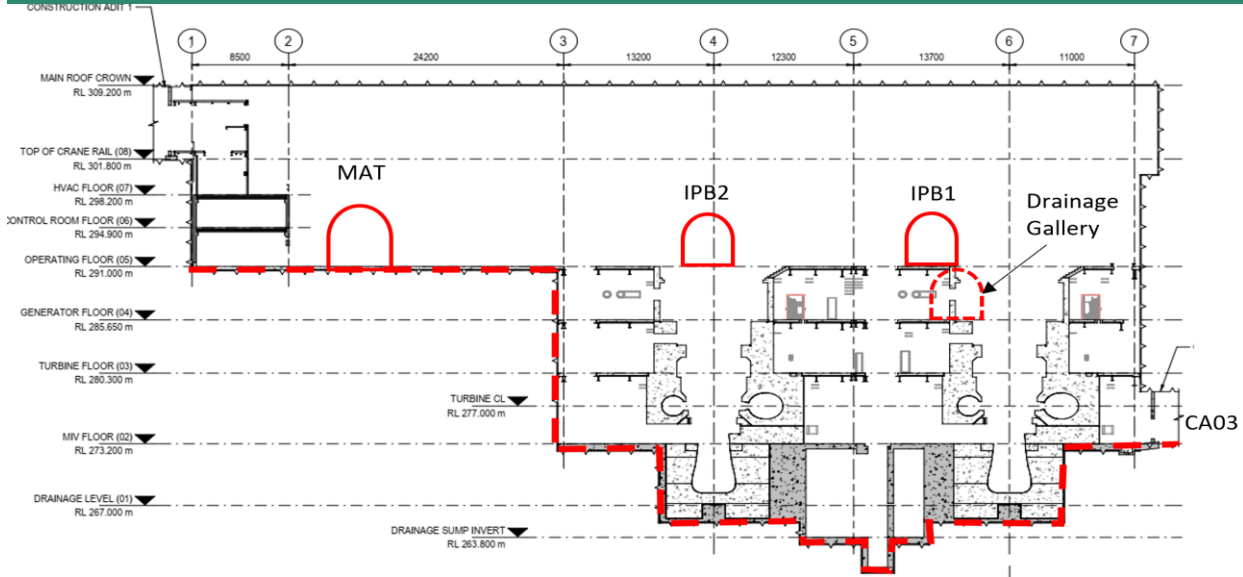 CONSTRUCTION ADIT 1
1
2
3
4
5
6
7
8500
24200
13200
12300
13700
11000
MAIN ROOF CROWN
RL 309.200 m
TOP OF CRANE RAIL (08)
RL 301.800 m
HVAC FLOOR (07)
RL 298.200 m
CONTROL ROOM FLOOR (06)
RL 294.900 m
OPERATING FLOOR (05)
RL 291.000 m
GENERATOR FLOOR (04)
RL 285.650 m
TURBINE FLOOR (03)
RL 280.300 m
MIV FLOOR (02)
RL 273.200 m
DRAINAGE LEVEL (01)
RL 267.000 m
MAT
IPB2
IPB1
Drainage
Gallery
TURBINE CL
RL 277.000 m
CA03
DRAINAGE SUMP INVERT
RL 263.800 m